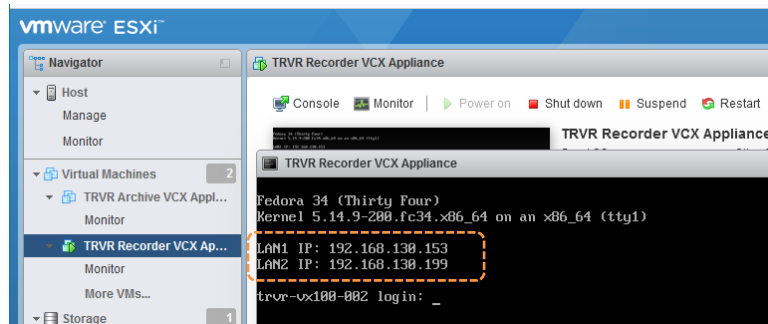 vmware ESXi™
Navigator
Host
Manage
Monitor
Virtual Machines 2
TRVR Archive VCX Appl...
Monitor
TRVR Recorder VCX Ap...
Monitor
More VMs...
Storage 1
TRVR Recorder VCX Appliance
Console Monitor Power on Shut down Suspend Restart
TRVR Recorder VCX Appliance
TRVR Recorder VCX Appliance
Fedora 34 (Thirty Four)
Kernel 5.14.9-200.fc34.x86_64 on an x86_64 (tty1)
LAN1 IP: 192.168.130.153
LAN2 IP: 192.168.130.199
trvr-vx100-002 login: _